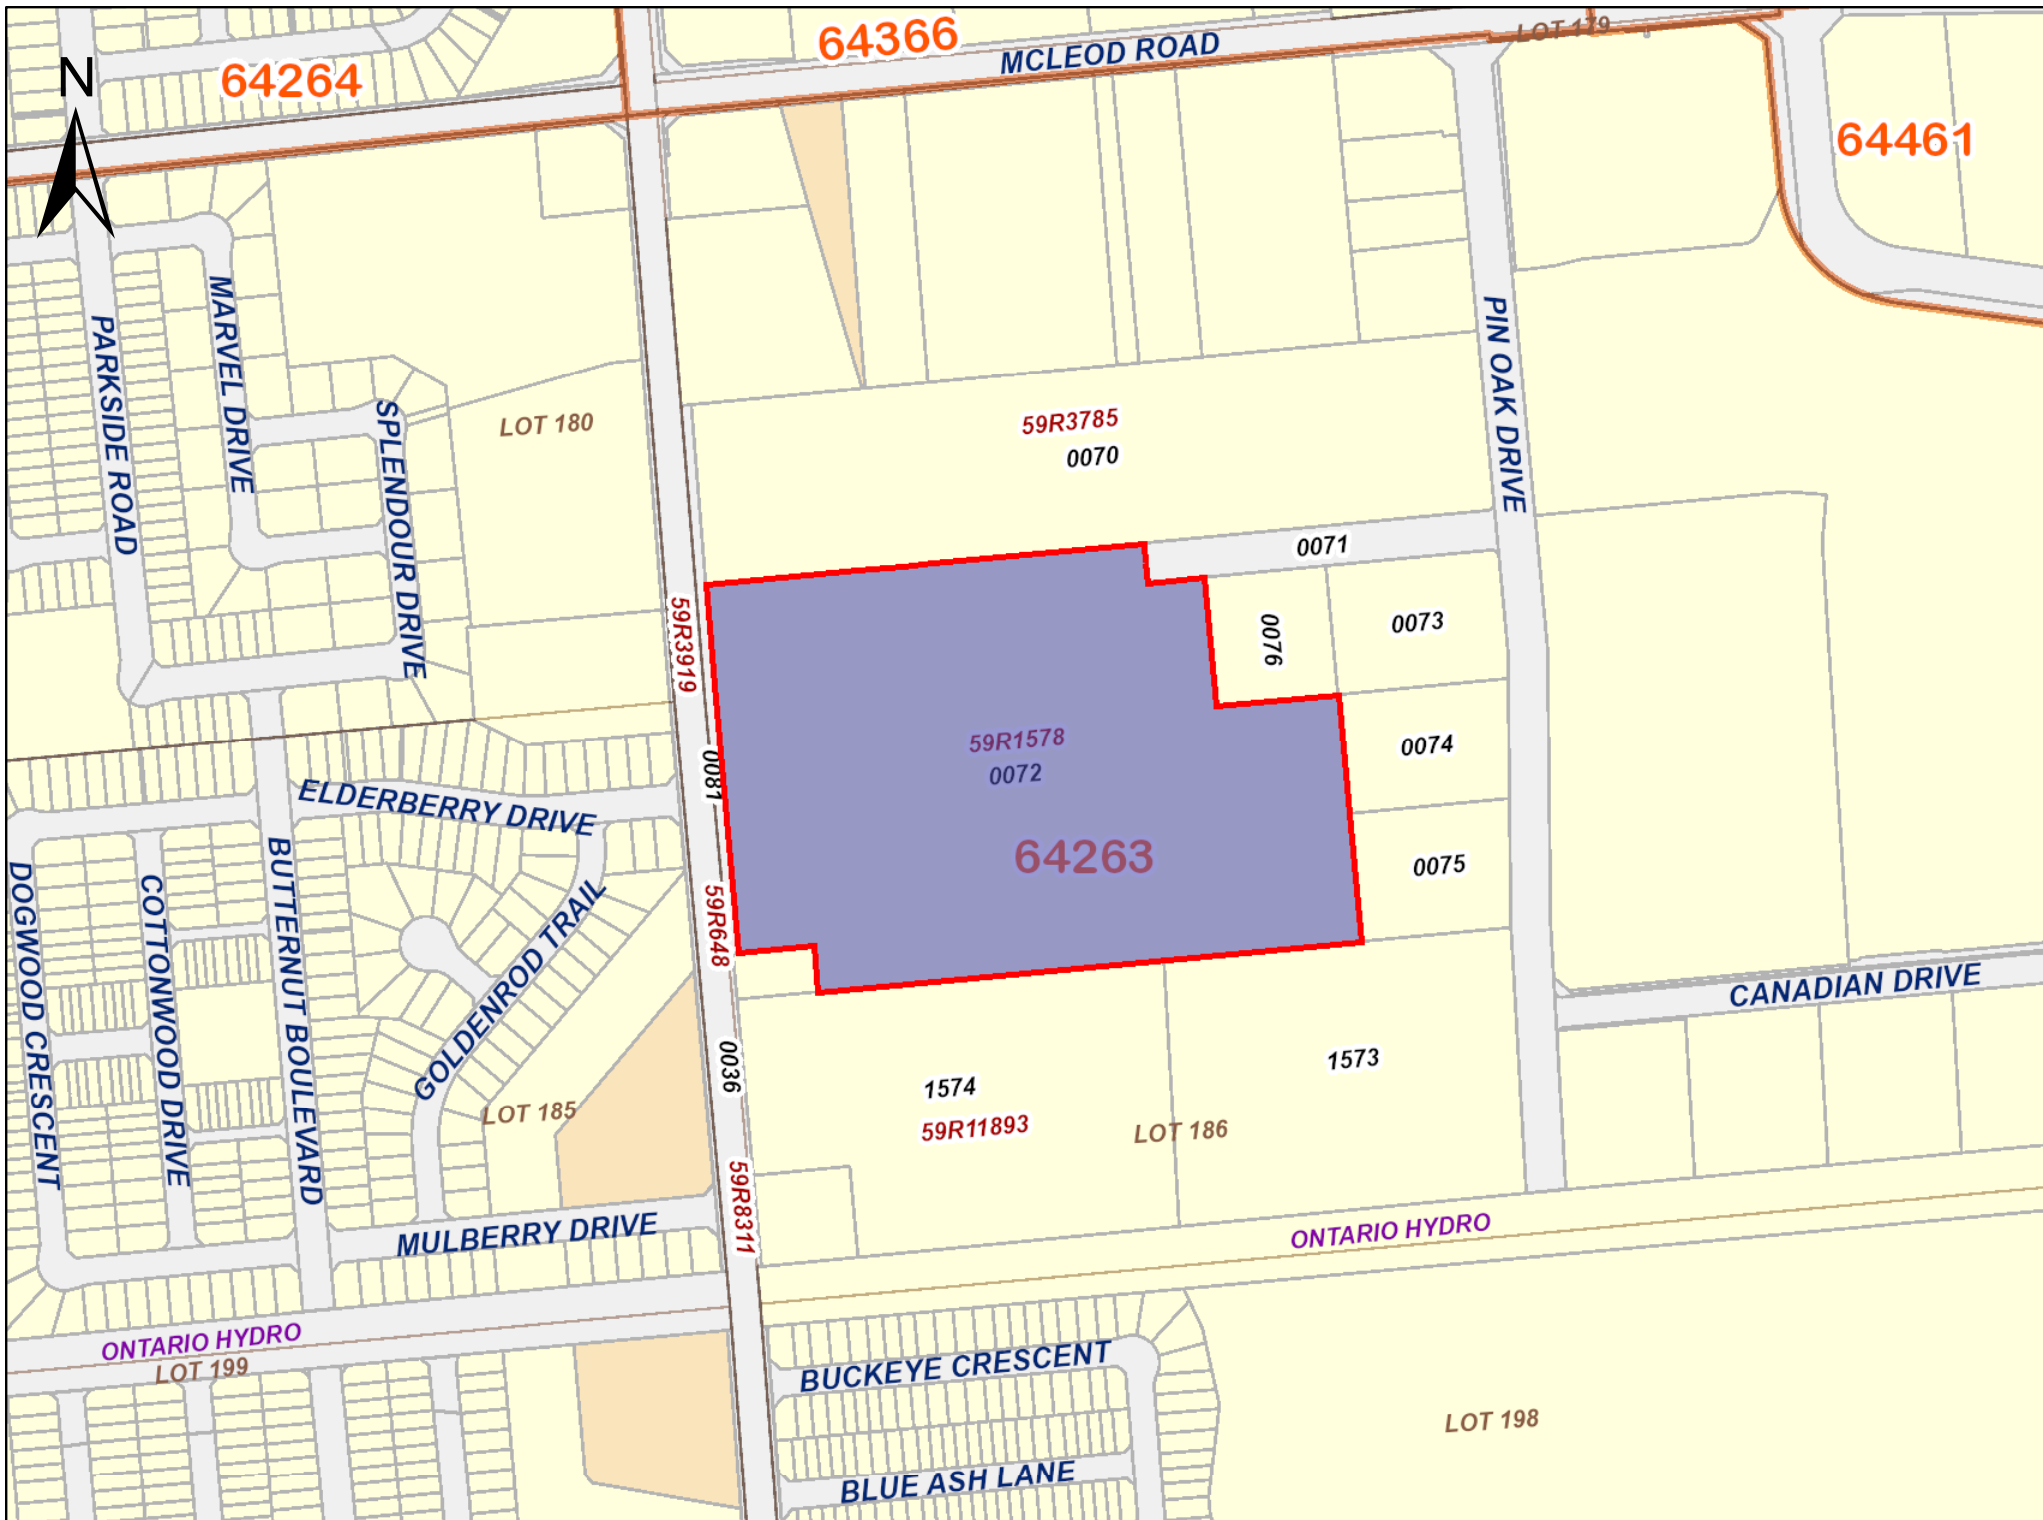 64366
LOT 179
MCLEOD ROAD
N
64264
64461
MARVEL DRIVE
PARKSIDE ROAD
PIN OAK DRIVE
SPLENDOUR DRIVE
LOT 180
59R3785
0070
0071
59R3919
0076
0073
59R1578
0072
0074
0081
ELDERBERRY DRIVE
64263
0075
BUTTERNUT BOULEVARD
DOGWOOD CRESCENT
COTTONWOOD DRIVE
GOLDENROD TRAIL
59R648
CANADIAN DRIVE
0036
1574
1573
LOT 185
59R11893
LOT 186
59R8311
MULBERRY DRIVE
ONTARIO HYDRO
ONTARIO HYDRO
LOT 199
BUCKEYE CRESCENT
LOT 198
BLUE ASH LANE